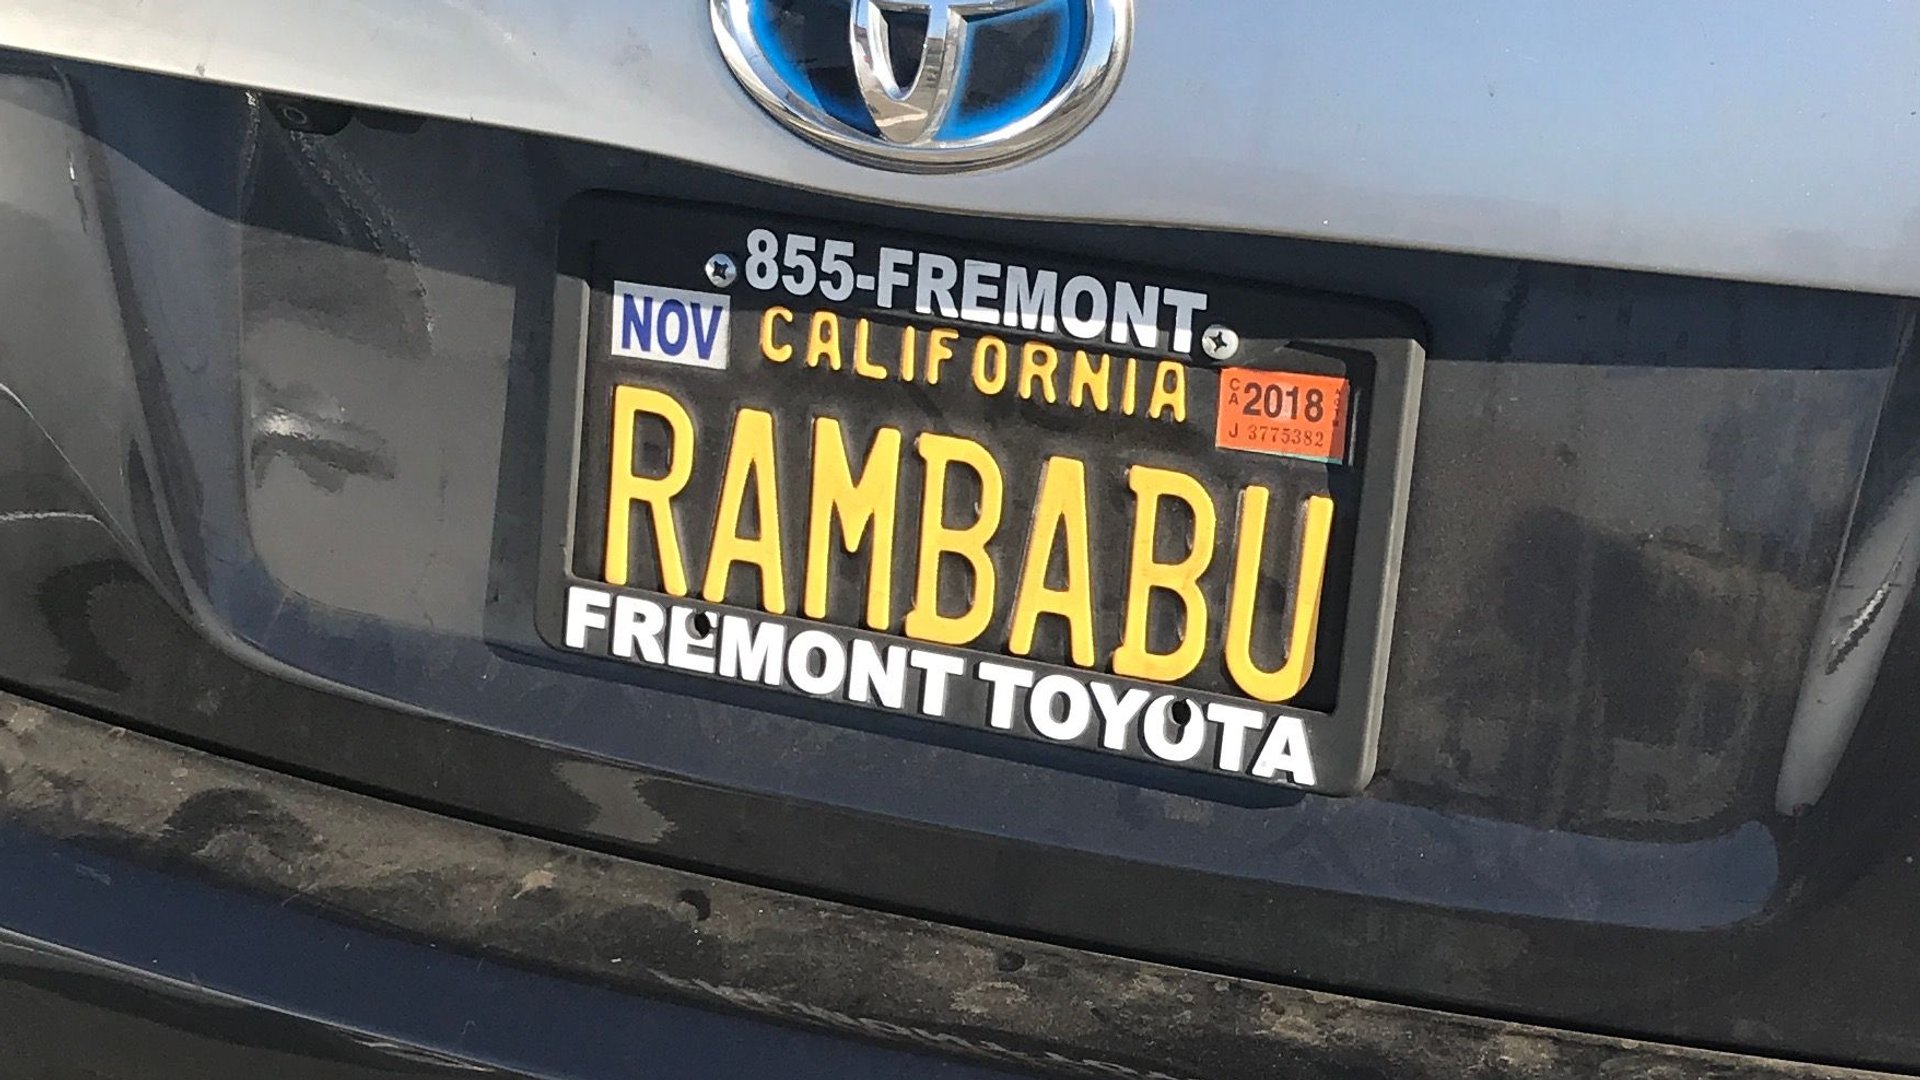 855-FREMONT
NOV
CALIFORNIA
CA 2018
J 3775382
RAMBABU
FREMONT TOYOTA